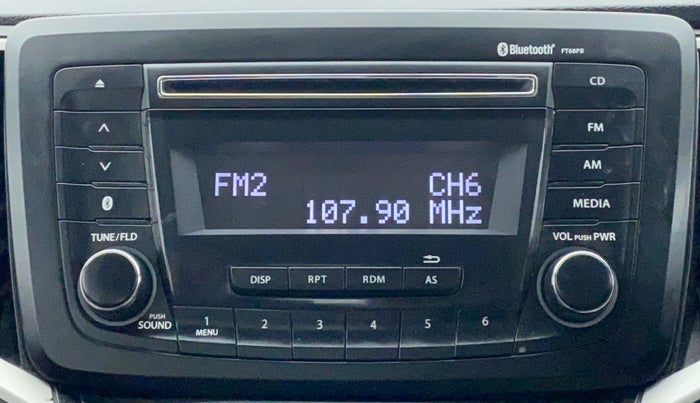 Bluetooth® FT68PS
CD
FM
AM
MEDIA
FM2 CH6
107.90 MHz
TUNE/FLD
VOL PUSH PWR
DISP RPT RDM AS
PUSH SOUND
1 MENU
2 3 4 5 6